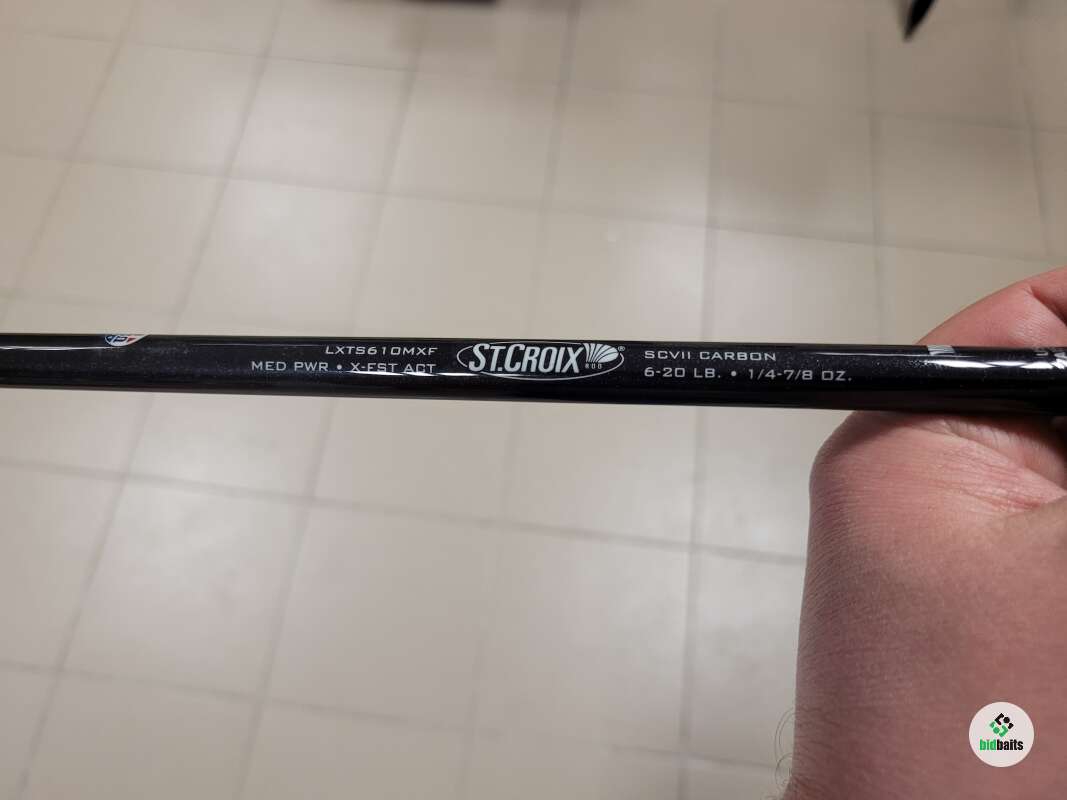 LXTS610MXF
MED PWR • X-FST ACT
ST.CROIX®
ROD
SCVII CARBON
6-20 LB. • 1/4-7/8 OZ.
bidbaits